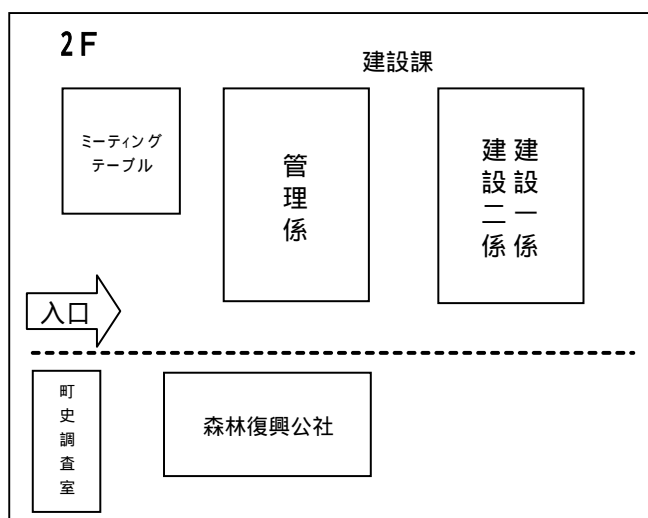 2F
建設課
ミーティング
テーブル
管理係
建設一係
建設二係
入口
町史調査室
森林復興公社